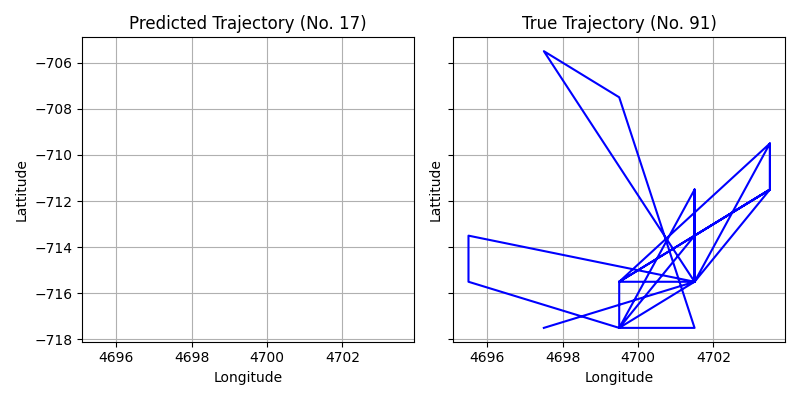 Predicted Trajectory (No. 17)
True Trajectory (No. 91)
−706
−708
−710
−712
−714
−716
−718
Lattitude
Lattitude
4696 4698 4700 4702
4696 4698 4700 4702
Longitude
Longitude